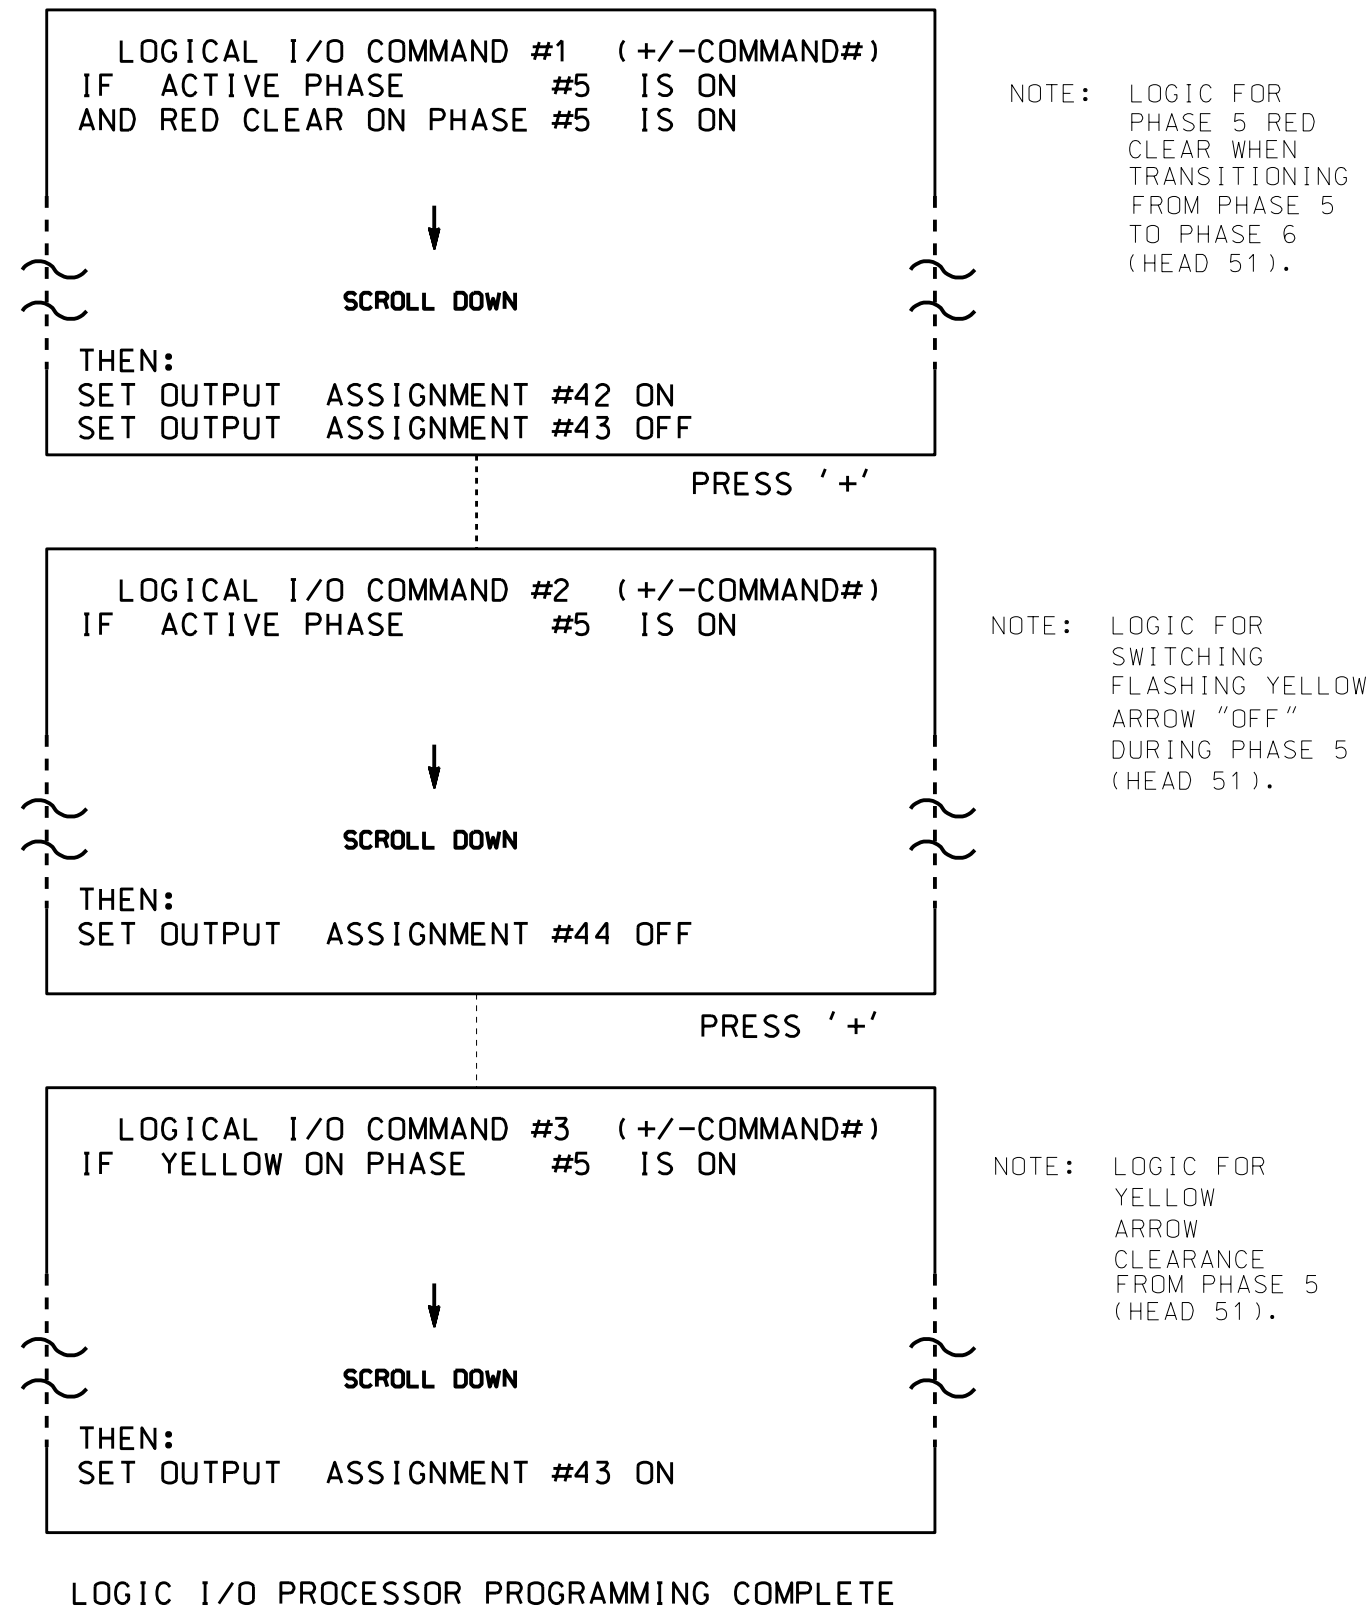 LOGICAL I/O COMMAND #1 (+/-COMMAND#)
IF ACTIVE PHASE #5 IS ON
AND RED CLEAR ON PHASE #5 IS ON
SCROLL DOWN
THEN:
SET OUTPUT ASSIGNMENT #42 ON
SET OUTPUT ASSIGNMENT #43 OFF
NOTE: LOGIC FOR
PHASE 5 RED
CLEAR WHEN
TRANSITIONING
FROM PHASE 5
TO PHASE 6
(HEAD 51).
PRESS '+'
LOGICAL I/O COMMAND #2 (+/-COMMAND#)
IF ACTIVE PHASE #5 IS ON
SCROLL DOWN
THEN:
SET OUTPUT ASSIGNMENT #44 OFF
NOTE: LOGIC FOR
SWITCHING
FLASHING YELLOW
ARROW "OFF"
DURING PHASE 5
(HEAD 51).
PRESS '+'
LOGICAL I/O COMMAND #3 (+/-COMMAND#)
IF YELLOW ON PHASE #5 IS ON
SCROLL DOWN
THEN:
SET OUTPUT ASSIGNMENT #43 ON
NOTE: LOGIC FOR
YELLOW
ARROW
CLEARANCE
FROM PHASE 5
(HEAD 51).
LOGIC I/O PROCESSOR PROGRAMMING COMPLETE